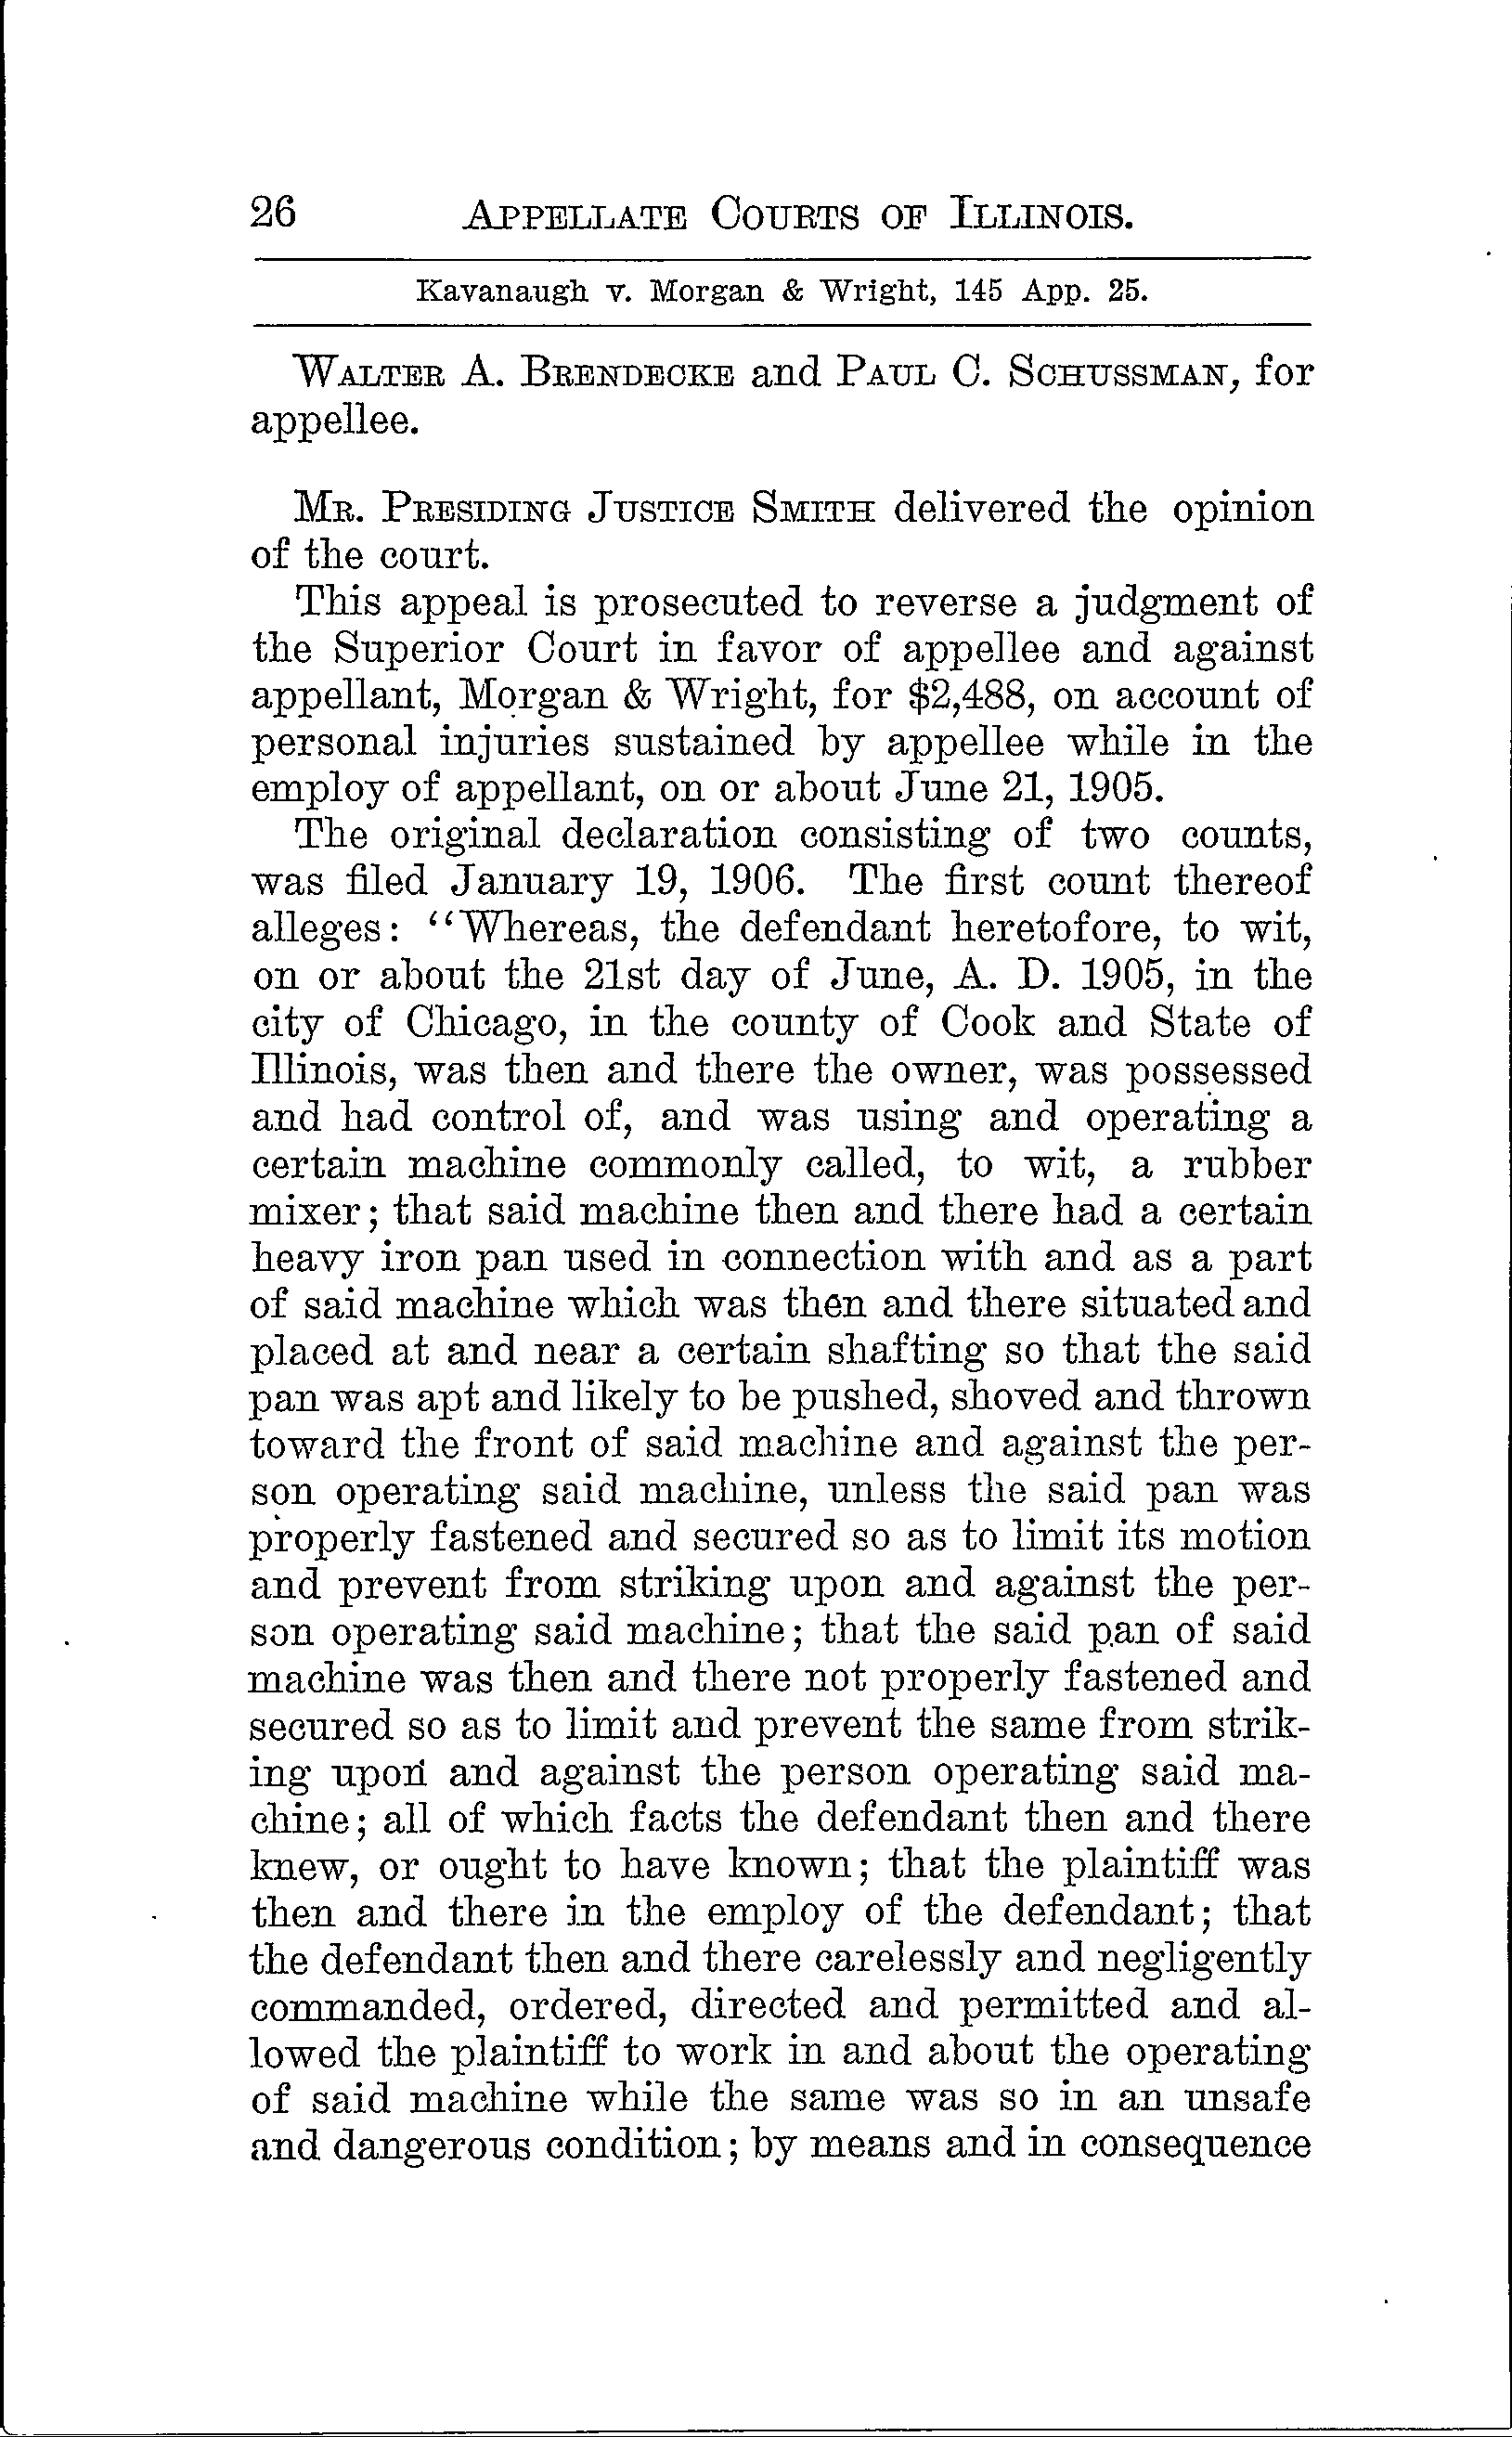 26 APPELLATE COURTS OF ILLINOIS.
Kavanaugh v. Morgan & Wright, 145 App. 25.
WALTER A. BRENDECKE and PAUL C. SCHUSSMAN, for
appellee.
MR. PRESIDING JUSTICE SMITH delivered the opinion
of the court.
This appeal is prosecuted to reverse a judgment of
the Superior Court in favor of appellee and against
appellant, Morgan & Wright, for $2,488, on account of
personal injuries sustained by appellee while in the
employ of appellant, on or about June 21, 1905.
The original declaration consisting of two counts,
was filed January 19, 1906. The first count thereof
alleges: "Whereas, the defendant heretofore, to wit,
on or about the 21st day of June, A. D. 1905, in the
city of Chicago, in the county of Cook and State of
Illinois, was then and there the owner, was possessed
and had control of, and was using and operating a
certain machine commonly called, to wit, a rubber
mixer; that said machine then and there had a certain
heavy iron pan used in connection with and as a part
of said machine which was then and there situated and
placed at and near a certain shafting so that the said
pan was apt and likely to be pushed, shoved and thrown
toward the front of said machine and against the per-
son operating said machine, unless the said pan was
properly fastened and secured so as to limit its motion
and prevent from striking upon and against the per-
son operating said machine; that the said pan of said
machine was then and there not properly fastened and
secured so as to limit and prevent the same from strik-
ing upon and against the person operating said ma-
chine; all of which facts the defendant then and there
knew, or ought to have known; that the plaintiff was
then and there in the employ of the defendant; that
the defendant then and there carelessly and negligently
commanded, ordered, directed and permitted and al-
lowed the plaintiff to work in and about the operating
of said machine while the same was so in an unsafe
and dangerous condition; by means and in consequence